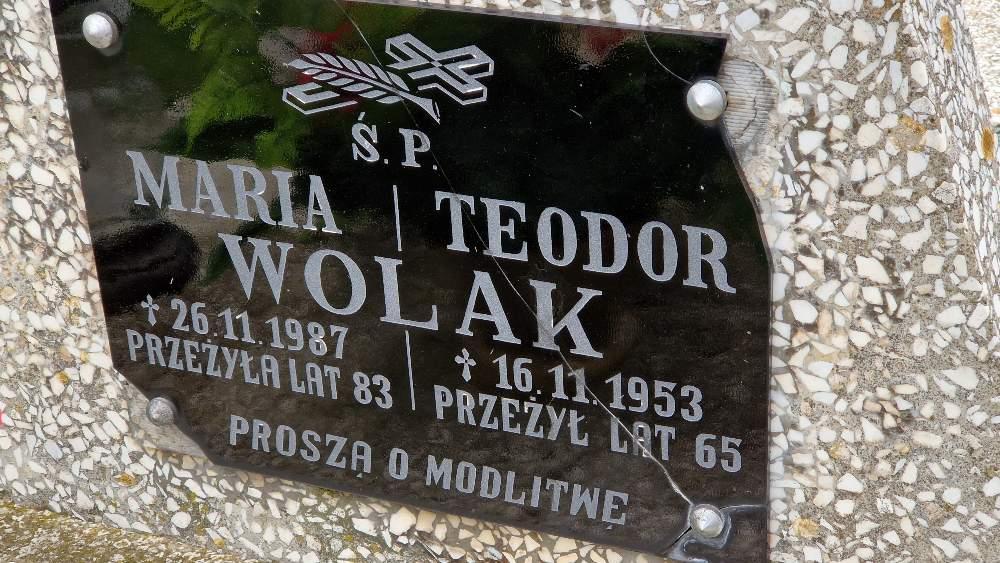 Ś. P.
MARIA | TEODOR
WOLAK
✝ 26.11.1987
PRZEŻYŁA LAT 83
✝ 16.11.1953
PRZEŻYŁ LAT 65
PROSZĄ O MODLITWĘ